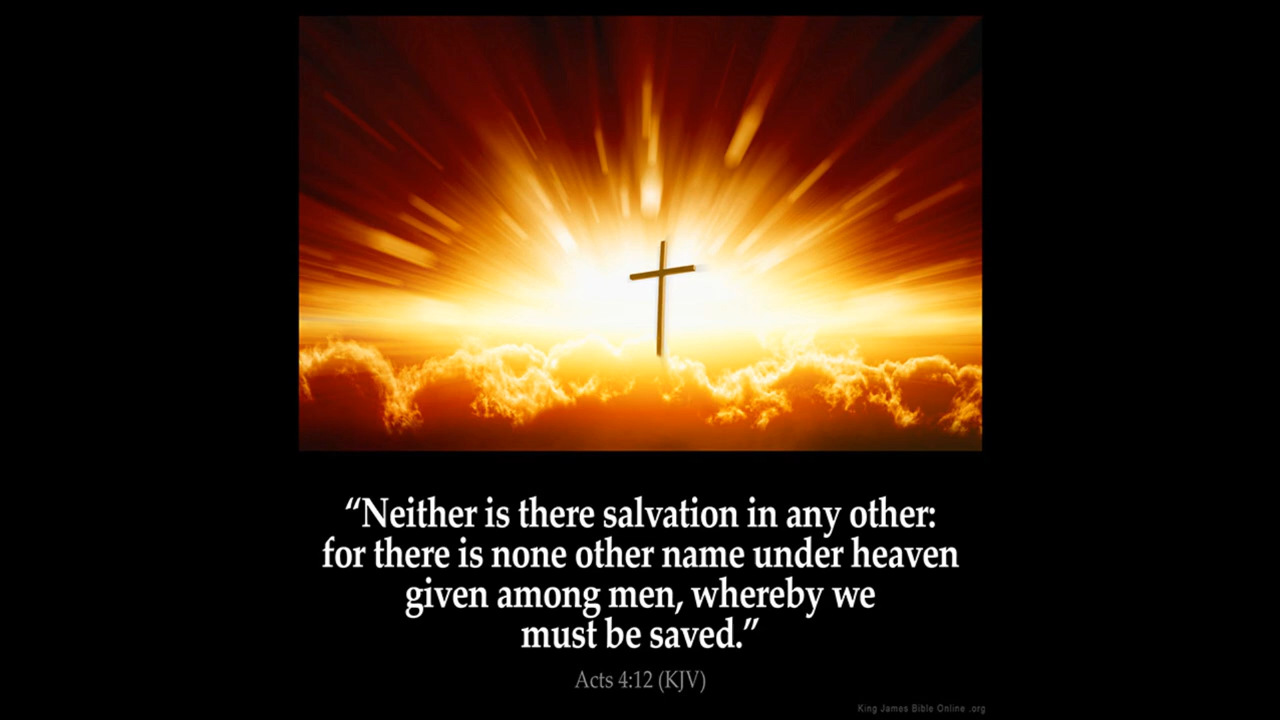 “Neither is there salvation in any other:
for there is none other name under heaven
given among men, whereby we
must be saved.”
Acts 4:12 (KJV)
King James Bible Online .org